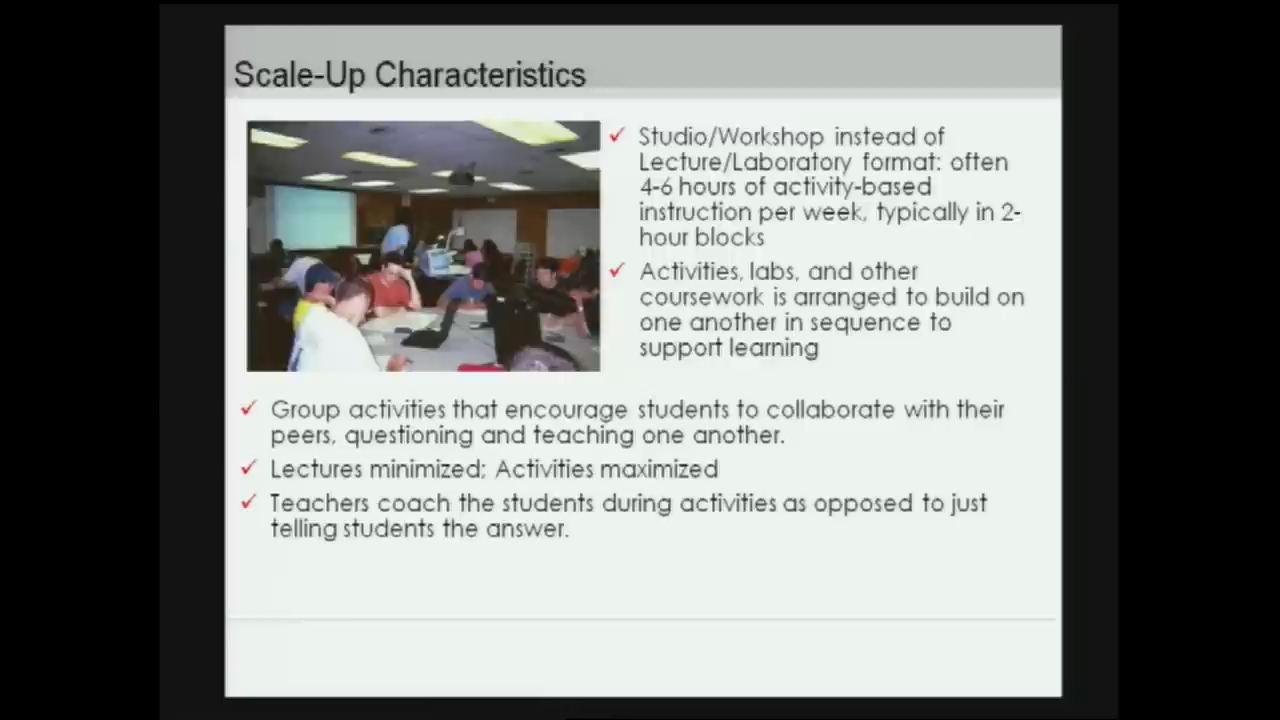 Scale-Up Characteristics
✓ Studio/Workshop instead of
Lecture/Laboratory format: often
4-6 hours of activity-based
instruction per week, typically in 2-
hour blocks
✓ Activities, labs, and other
coursework is arranged to build on
one another in sequence to
support learning
✓ Group activities that encourage students to collaborate with their
peers, questioning and teaching one another.
✓ Lectures minimized; Activities maximized
✓ Teachers coach the students during activities as opposed to just
telling students the answer.